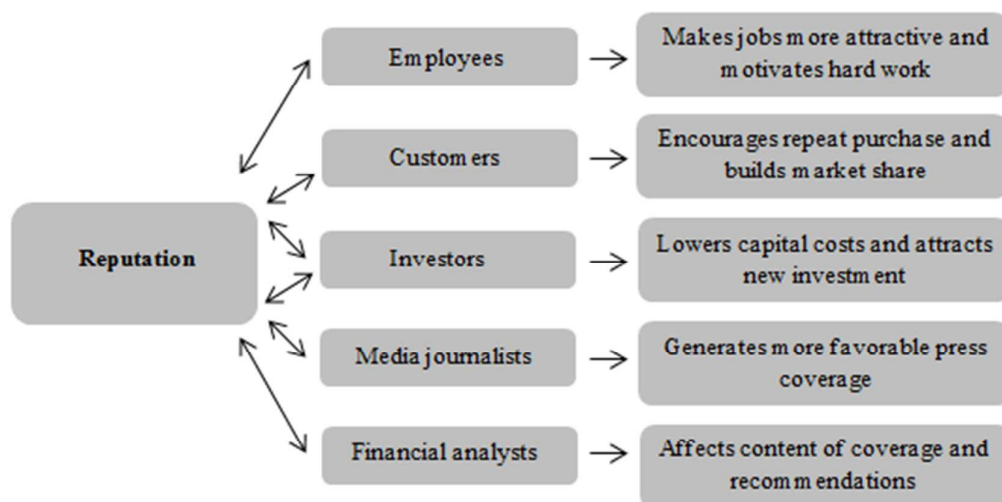 Employees
Makes jobs more attractive and
motivates hard work
Customers
Encourages repeat purchase and
builds market share
Reputation
Investors
Lowers capital costs and attracts
new investment
Media journalists
Generates more favorable press
coverage
Financial analysts
Affects content of coverage and
recommendations